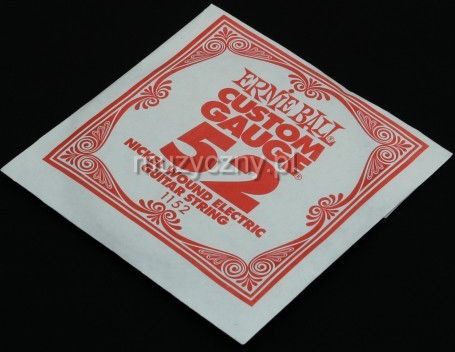 ERNIE BALL®
CUSTOM
GAUGE®
52
NICKEL WOUND ELECTRIC
GUITAR STRING
1152
muzyczny.pl